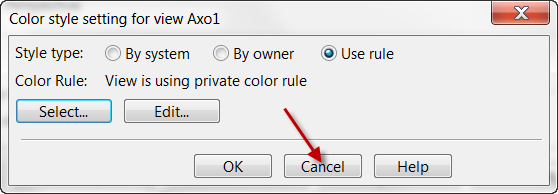 Color style setting for view Axo1
Style type: By system By owner Use rule
Color Rule: View is using private color rule
Select... Edit...
OK Cancel Help